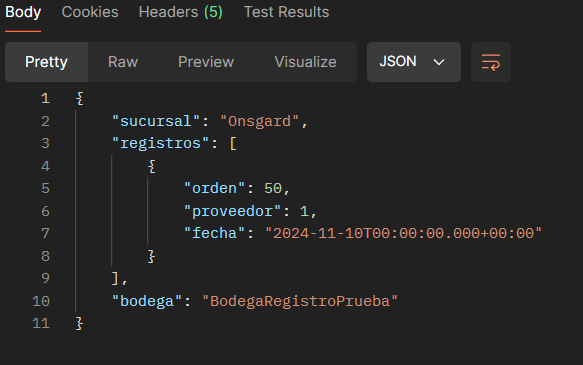 Body Cookies Headers (5) Test Results
Pretty Raw Preview Visualize JSON
1 {
2 "sucursal": "Onsgard",
3 "registros": [
4 {
5 "orden": 50,
6 "proveedor": 1,
7 "fecha": "2024-11-10T00:00:00.000+00:00"
8 }
9 ],
10 "bodega": "BodegaRegistroPrueba"
11 }